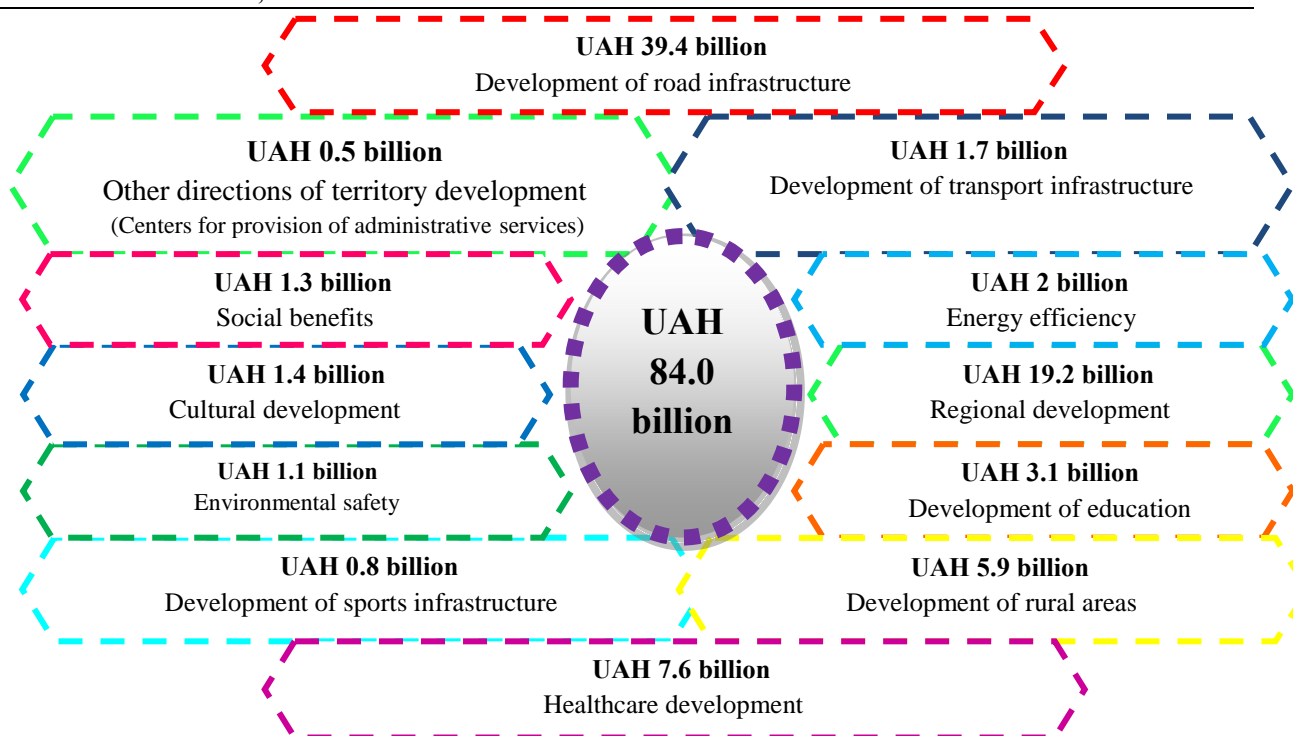 UAH 39.4 billion
Development of road infrastructure
UAH 0.5 billion
Other directions of territory development
(Centers for provision of administrative services)
UAH 1.7 billion
Development of transport infrastructure
UAH 1.3 billion
Social benefits
UAH 2 billion
Energy efficiency
UAH
84.0
billion
UAH 1.4 billion
Cultural development
UAH 19.2 billion
Regional development
UAH 1.1 billion
Environmental safety
UAH 3.1 billion
Development of education
UAH 0.8 billion
Development of sports infrastructure
UAH 5.9 billion
Development of rural areas
UAH 7.6 billion
Healthcare development